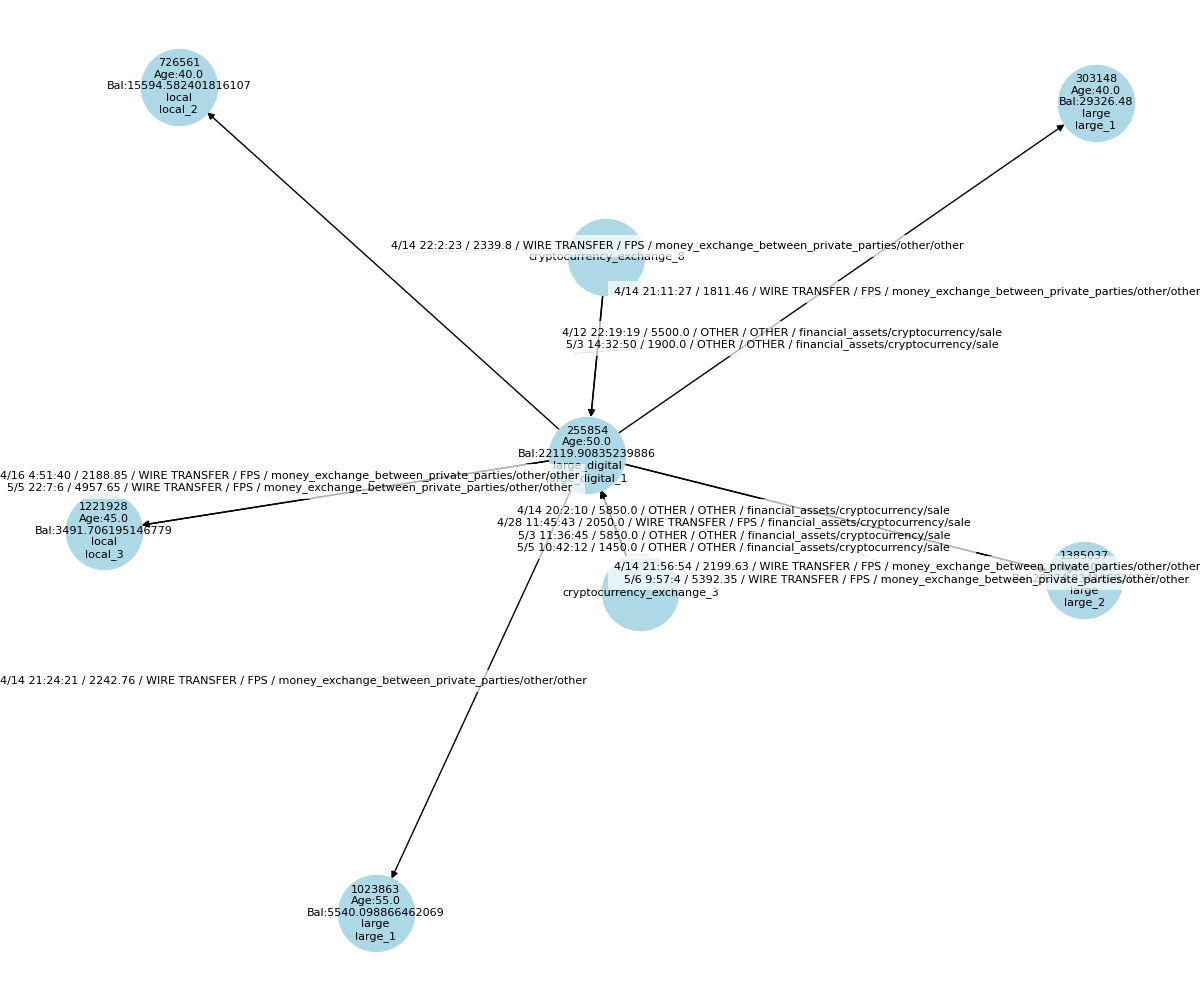 726561
Age:40.0
Bal:15594.582401816107
local
local_2
303148
Age:40.0
Bal:29326.48
large
large_1
4/14 22:2:23 / 2339.8 / WIRE TRANSFER / FPS / money_exchange_between_private_parties/other/other
cryptocurrency_exchange_8
4/14 21:11:27 / 1811.46 / WIRE TRANSFER / FPS / money_exchange_between_private_parties/other/other
4/12 22:19:19 / 5500.0 / OTHER / OTHER / financial_assets/cryptocurrency/sale
5/3 14:32:50 / 1900.0 / OTHER / OTHER / financial_assets/cryptocurrency/sale
255854
Age:50.0
Bal:22119.90835239886
large_digital
4/16 4:51:40 / 2188.85 / WIRE TRANSFER / FPS / money_exchange_between_private_parties/other/other
5/5 22:7:6 / 4957.65 / WIRE TRANSFER / FPS / money_exchange_between_private_parties/other/other
1221928
Age:45.0
Bal:3491.706195146779
local
local_3
4/14 20:2:10 / 5850.0 / OTHER / OTHER / financial_assets/cryptocurrency/sale
4/28 11:45:43 / 2050.0 / WIRE TRANSFER / FPS / financial_assets/cryptocurrency/sale
5/3 11:36:45 / 5850.0 / OTHER / OTHER / financial_assets/cryptocurrency/sale
5/5 10:42:12 / 1450.0 / OTHER / OTHER / financial_assets/cryptocurrency/sale
1385037
4/14 21:56:54 / 2199.63 / WIRE TRANSFER / FPS / money_exchange_between_private_parties/other/other
5/6 9:57:4 / 5392.35 / WIRE TRANSFER / FPS / money_exchange_between_private_parties/other/other
large
large_2
cryptocurrency_exchange_3
4/14 21:24:21 / 2242.76 / WIRE TRANSFER / FPS / money_exchange_between_private_parties/other/other
1023863
Age:55.0
Bal:5540.098866462069
large
large_1